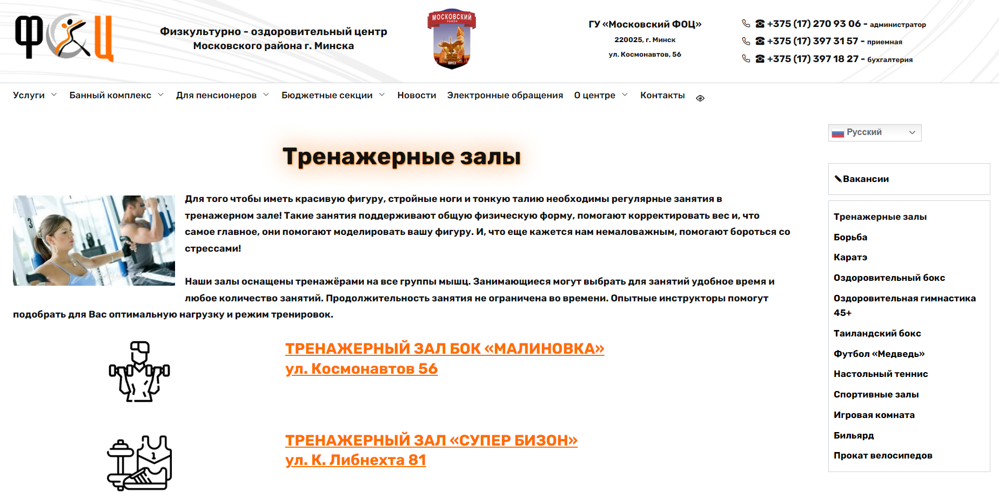 ФОЦ
Физкультурно - оздоровительный центр
Московского района г. Минска
МОСКОВСКИЙ
РАЙОН
МИНСК
ГУ «Московский ФОЦ»
220025, г. Минск
ул. Космонавтов, 56
+375 (17) 270 93 06 - администратор
+375 (17) 397 31 57 - приемная
+375 (17) 397 18 27 - бухгалтерия
Услуги Банный комплекс Для пенсионеров Бюджетные секции Новости Электронные обращения О центре Контакты
Русский
Тренажерные залы
3
Для того чтобы иметь красивую фигуру, стройные ноги и тонкую талию необходимы регулярные занятия в
тренажерном зале! Такие занятия поддерживают общую физическую форму, помогают корректировать вес и, что
самое главное, они помогают моделировать вашу фигуру. И, что еще кажется нам немаловажным, помогают бороться со
стрессами!
Наши залы оснащены тренажёрами на все группы мышц. Занимающиеся могут выбрать для занятий удобное время и
любое количество занятий. Продолжительность занятия не ограничена во времени. Опытные инструкторы помогут
подобрать для Вас оптимальную нагрузку и режим тренировок.
ТРЕНАЖЕРНЫЙ ЗАЛ БОК «МАЛИНОВКА»
ул. Космонавтов 56
1
ТРЕНАЖЕРНЫЙ ЗАЛ «СУПЕР БИЗОН»
ул. К. Либнехта 81
Вакансии
Тренажерные залы
Борьба
Каратэ
Оздоровительный бокс
Оздоровительная гимнастика
45+
Таиландский бокс
Футбол «Медведь»
Настольный теннис
Спортивные залы
Игровая комната
Бильярд
Прокат велосипедов